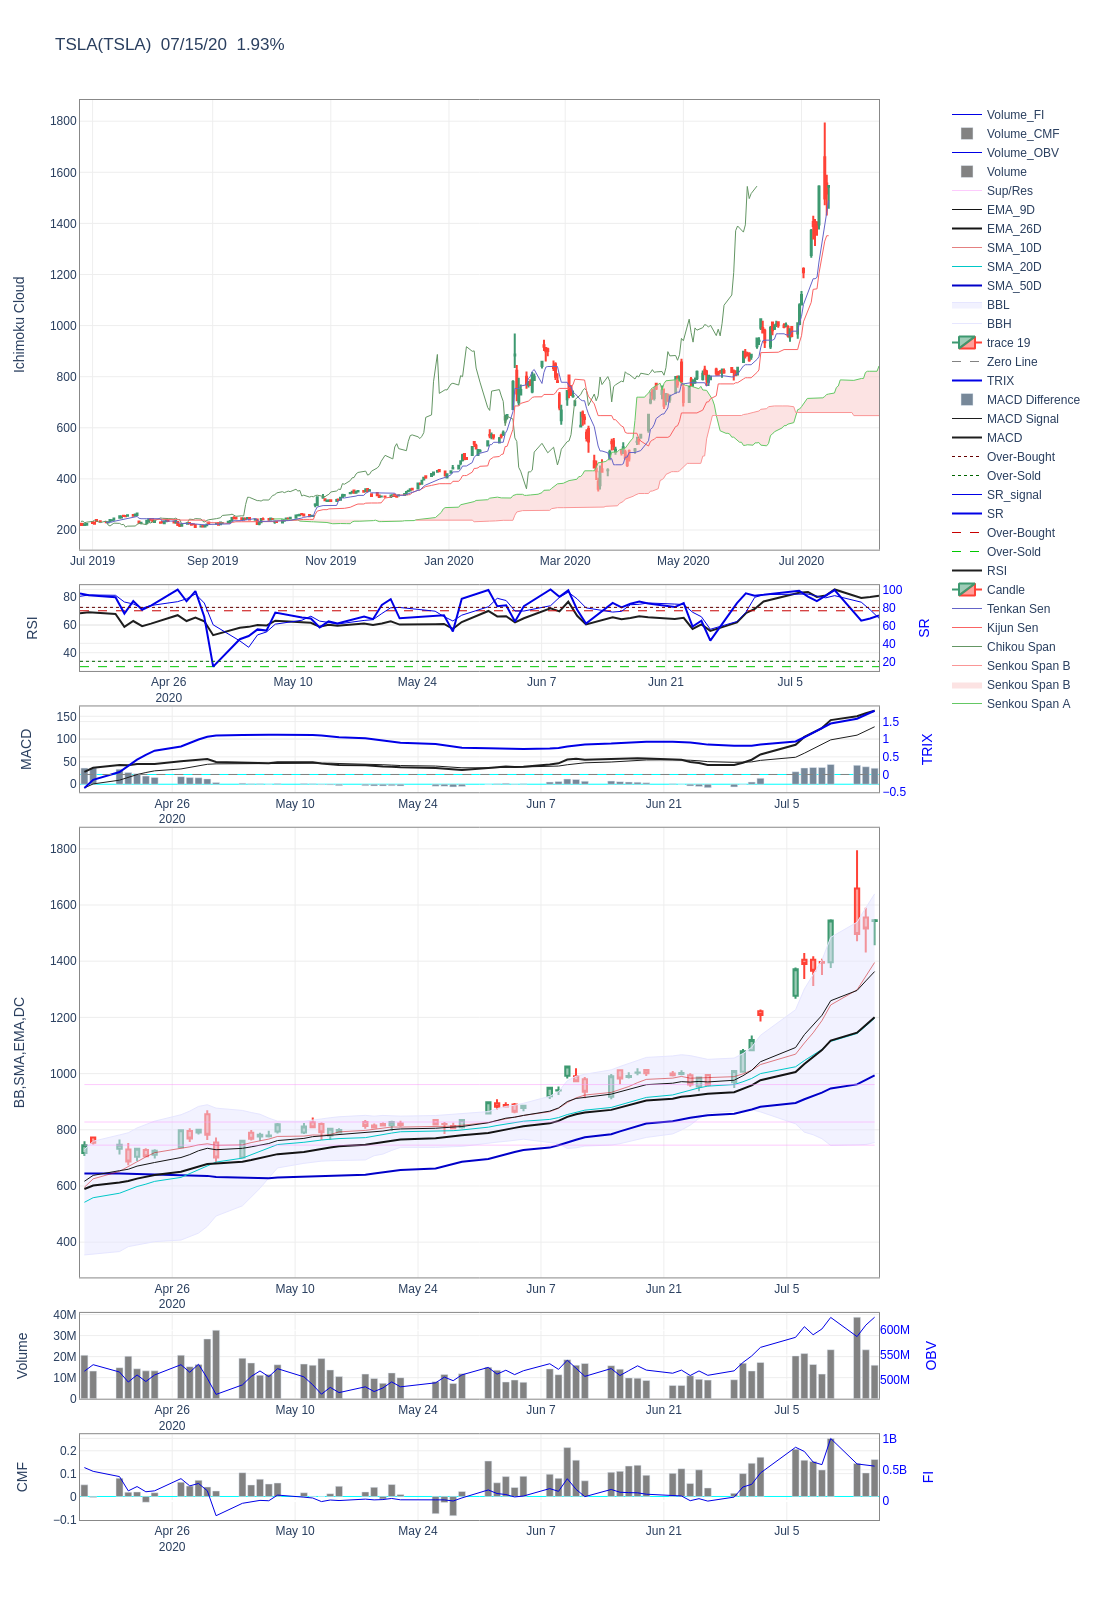 TSLA(TSLA) 07/15/20 1.93%
Ichimoku Cloud
1800
1600
1400
1200
1000
800
600
400
200
Jul 2019
Sep 2019
Nov 2019
Jan 2020
Mar 2020
May 2020
Jul 2020
Volume_FI
Volume_CMF
Volume_OBV
Volume
Sup/Res
EMA_9D
EMA_26D
SMA_10D
SMA_20D
SMA_50D
BBL
BBH
trace 19
Zero Line
TRIX
MACD Difference
MACD Signal
MACD
Over-Bought
Over-Sold
SR_signal
SR
Over-Bought
Over-Sold
RSI
Candle
Tenkan Sen
Kijun Sen
Chikou Span
Senkou Span B
Senkou Span B
Senkou Span A
RSI
80
60
40
100
80
60
40
20
SR
Apr 26
2020
May 10
May 24
Jun 7
Jun 21
Jul 5
MACD
150
100
50
0
1.5
1
0.5
0
−0.5
TRIX
Apr 26
2020
May 10
May 24
Jun 7
Jun 21
Jul 5
BB,SMA,EMA,DC
1800
1600
1400
1200
1000
800
600
400
Apr 26
2020
May 10
May 24
Jun 7
Jun 21
Jul 5
Volume
40M
30M
20M
10M
0
600M
550M
500M
OBV
Apr 26
2020
May 10
May 24
Jun 7
Jun 21
Jul 5
CMF
0.2
0.1
0
−0.1
1B
0.5B
0
FI
Apr 26
2020
May 10
May 24
Jun 7
Jun 21
Jul 5